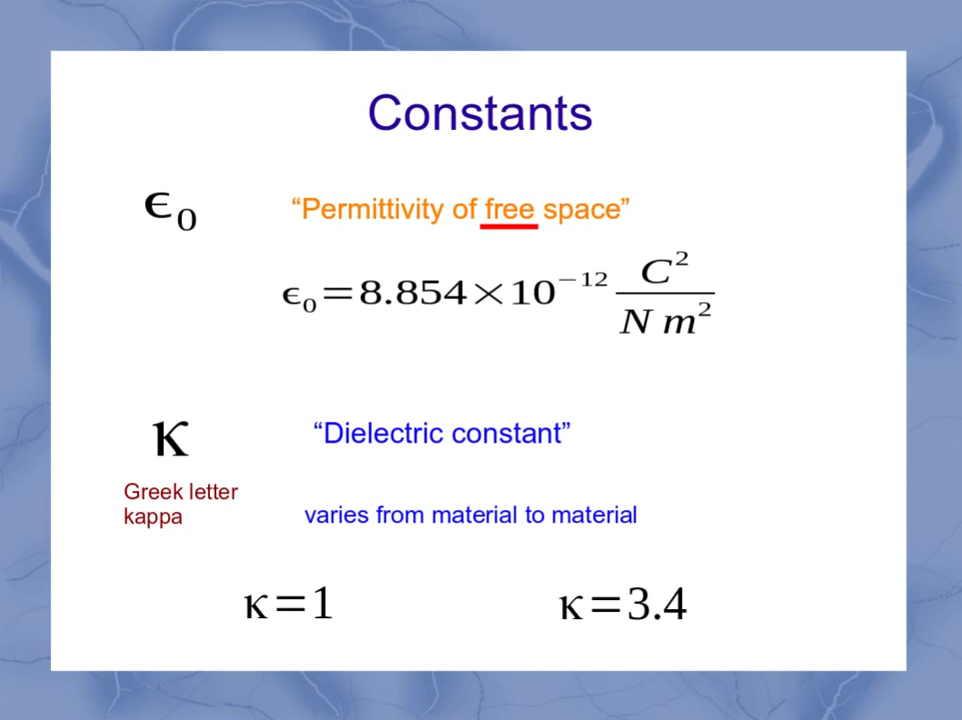 Constants
ϵ₀ “Permittivity of free space”
ϵ₀=8.854×10⁻¹² C²/N m²
κ “Dielectric constant”
Greek letter
kappa
varies from material to material
κ=1 κ=3.4